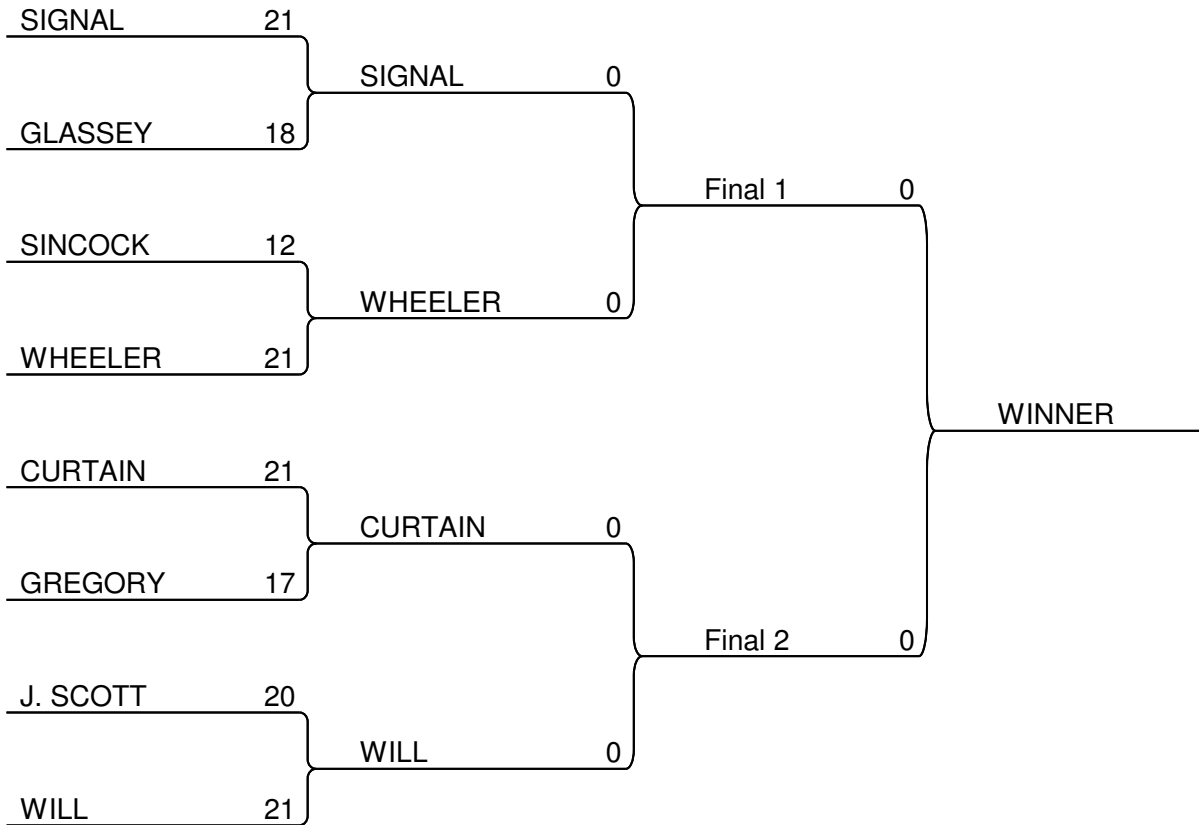 SIGNAL 21
SIGNAL 0
GLASSEY 18
Final 1 0
SINCOCK 12
WHEELER 0
WHEELER 21
WINNER
CURTAIN 21
CURTAIN 0
GREGORY 17
Final 2 0
J. SCOTT 20
WILL 0
WILL 21